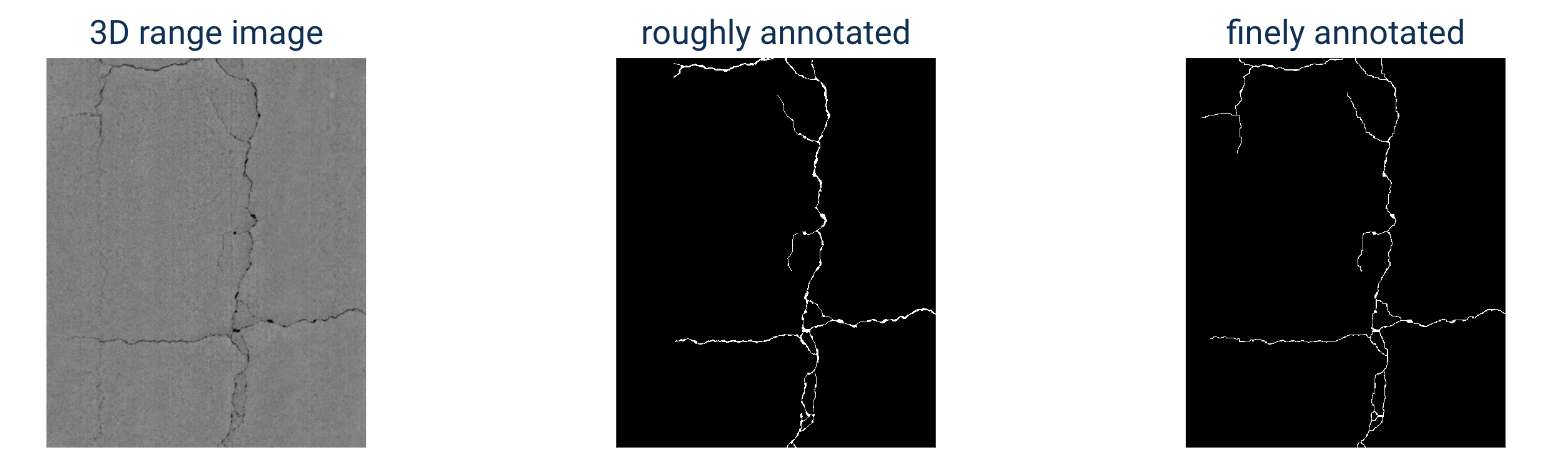 3D range image
roughly annotated
finely annotated